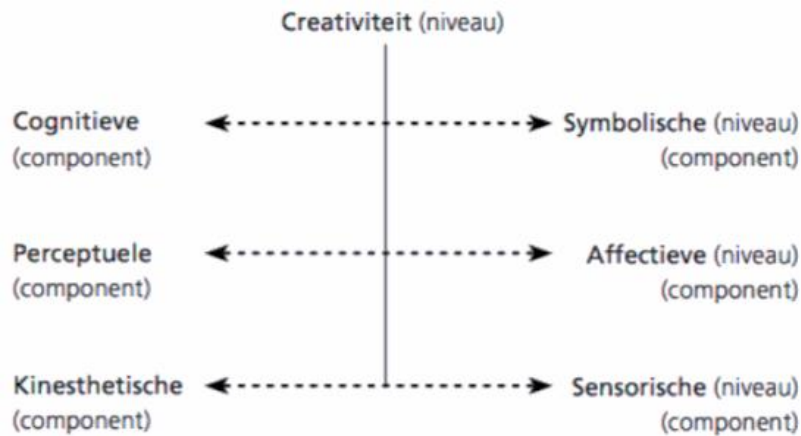 Creativiteit (niveau)
Cognitieve
(component)
Symbolische (niveau)
(component)
Perceptuele
(component)
Affectieve (niveau)
(component)
Kinesthetische
(component)
Sensorische (niveau)
(component)